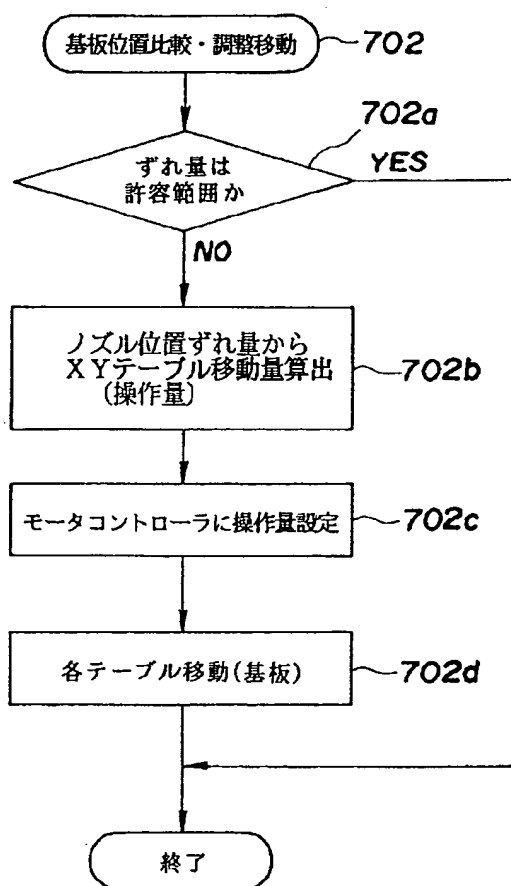 基板位置比較・調整移動
702
702a
ずれ量は
許容範囲か
YES
NO
ノズル位置ずれ量から
XYテーブル移動量算出
(操作量)
702b
モータコントローラに操作量設定
702c
各テーブル移動(基板)
702d
終了